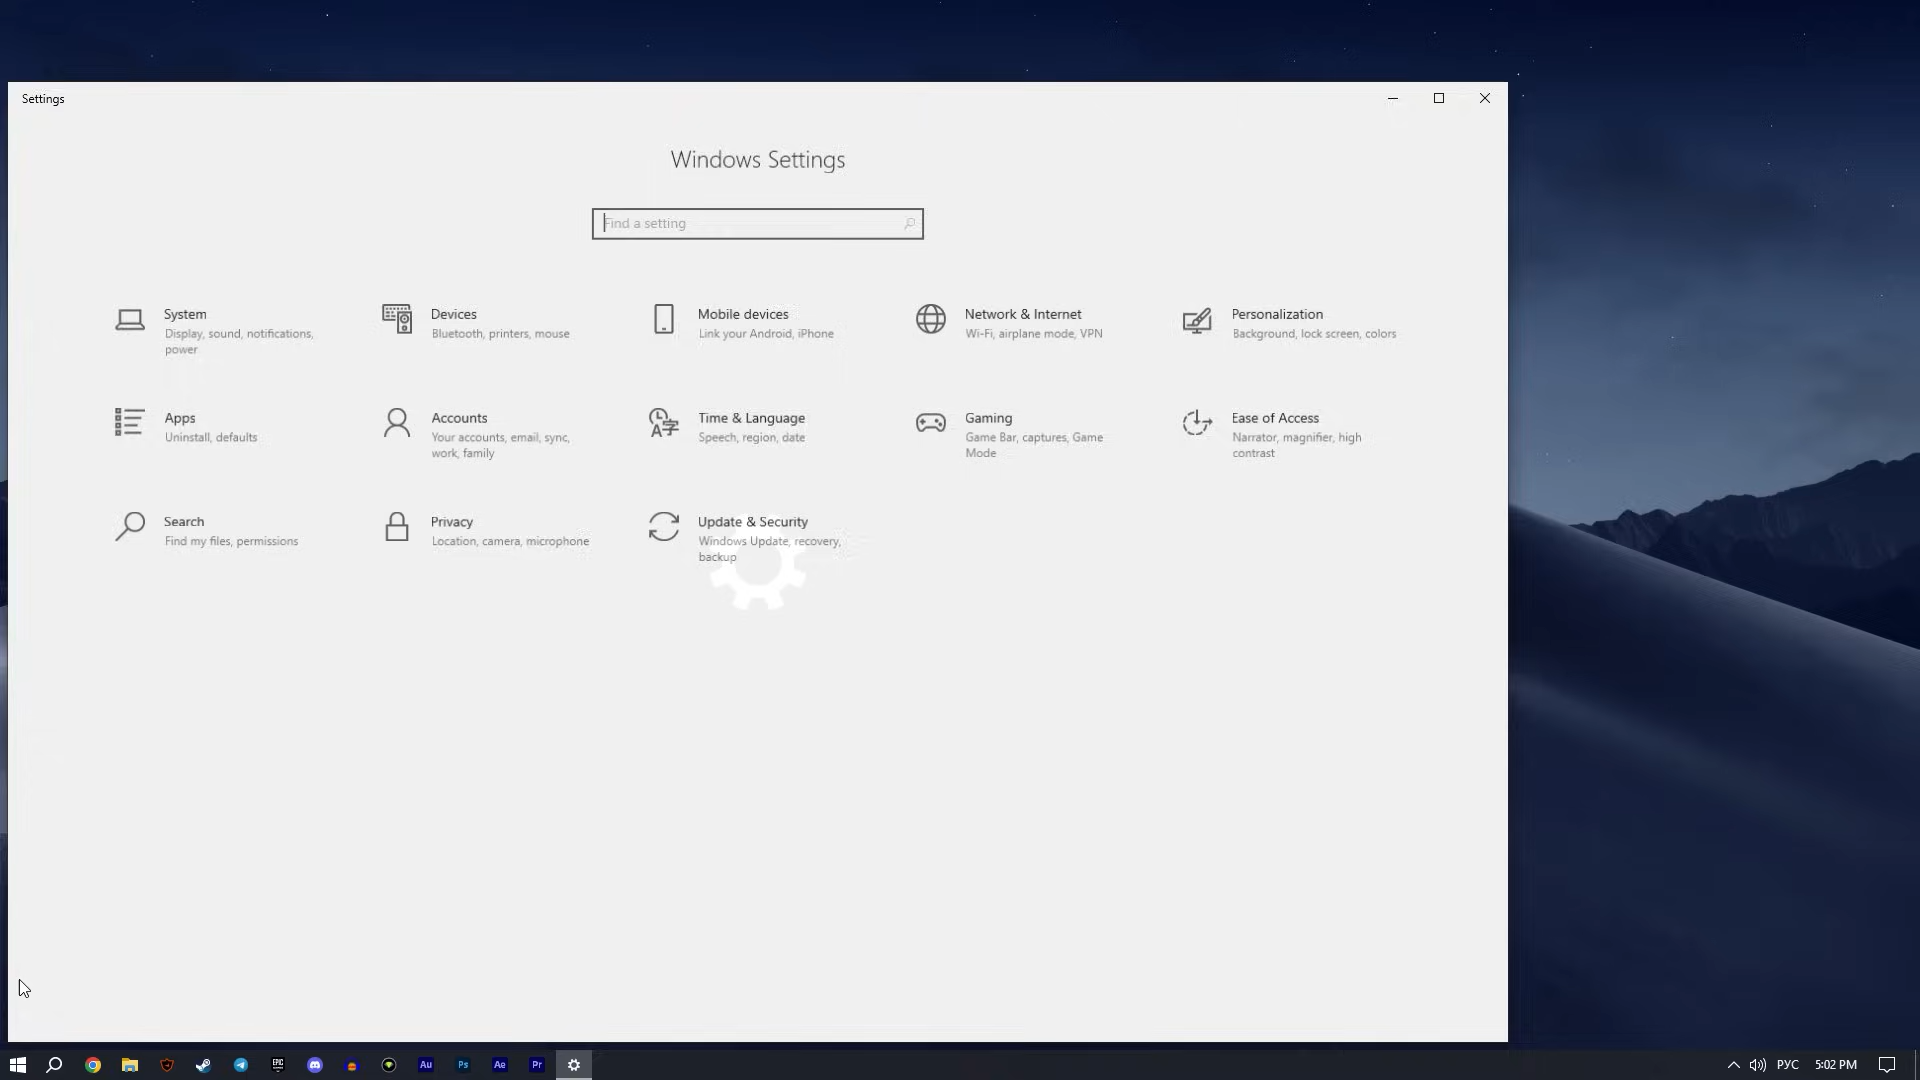 Settings
Windows Settings
Find a setting
System
Display, sound, notifications,
power
Devices
Bluetooth, printers, mouse
Mobile devices
Link your Android, iPhone
Network & Internet
Wi-Fi, airplane mode, VPN
Personalization
Background, lock screen, colors
Apps
Uninstall, defaults
Accounts
Your accounts, email, sync,
work, family
Time & Language
Speech, region, date
Gaming
Game Bar, captures, Game
Mode
Ease of Access
Narrator, magnifier, high
contrast
Search
Find my files, permissions
Privacy
Location, camera, microphone
Update & Security
Windows Update, recovery,
backup
EPIC
Au
Ps
Ae
Pr
РУС
5:02 PM